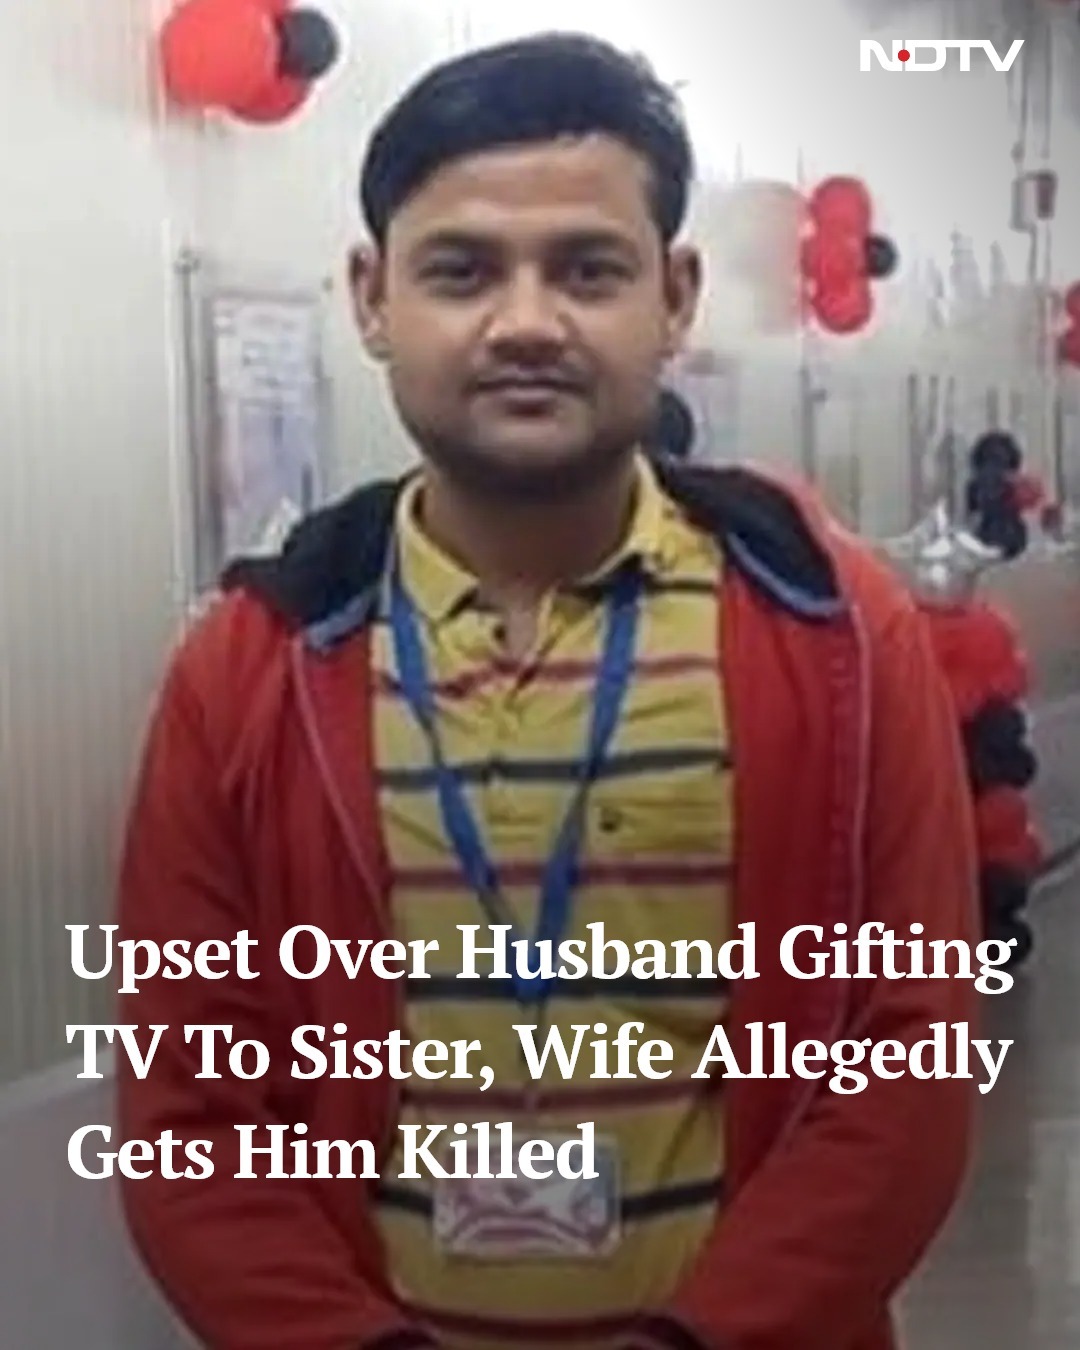 NDTV
Upset Over Husband Gifting
TV To Sister, Wife Allegedly
Gets Him Killed